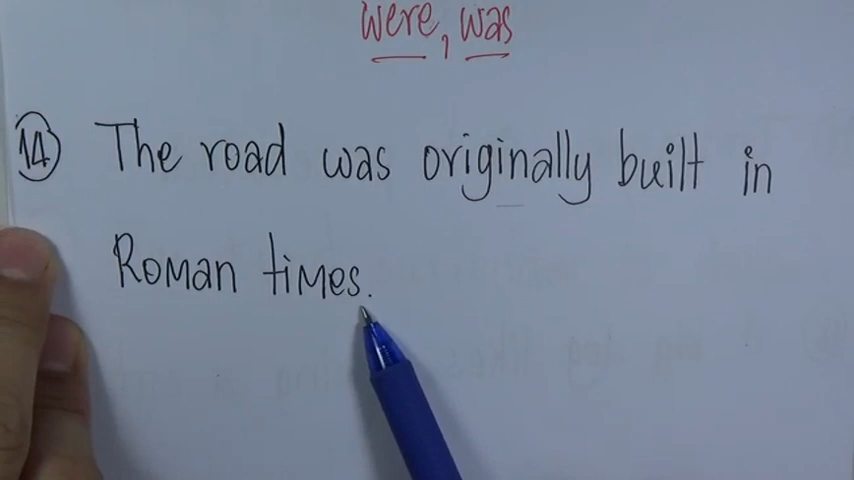 were, was
14 The road was originally built in
Roman times.